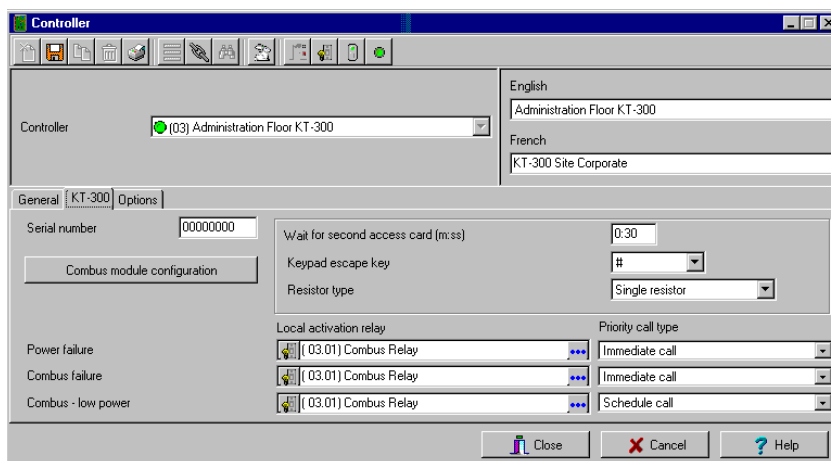 Controller
English
Administration Floor KT-300
Controller
(03) Administration Floor KT-300
French
KT-300 Site Corporate
General KT-300 Options
Serial number 00000000
Wait for second access card (m:ss) 0:30
Combus module configuration
Keypad escape key #
Resistor type Single resistor
Local activation relay Priority call type
Power failure ( 03.01) Combus Relay ••• Immediate call
Combus failure ( 03.01) Combus Relay ••• Immediate call
Combus - low power ( 03.01) Combus Relay ••• Schedule call
Close Cancel ? Help